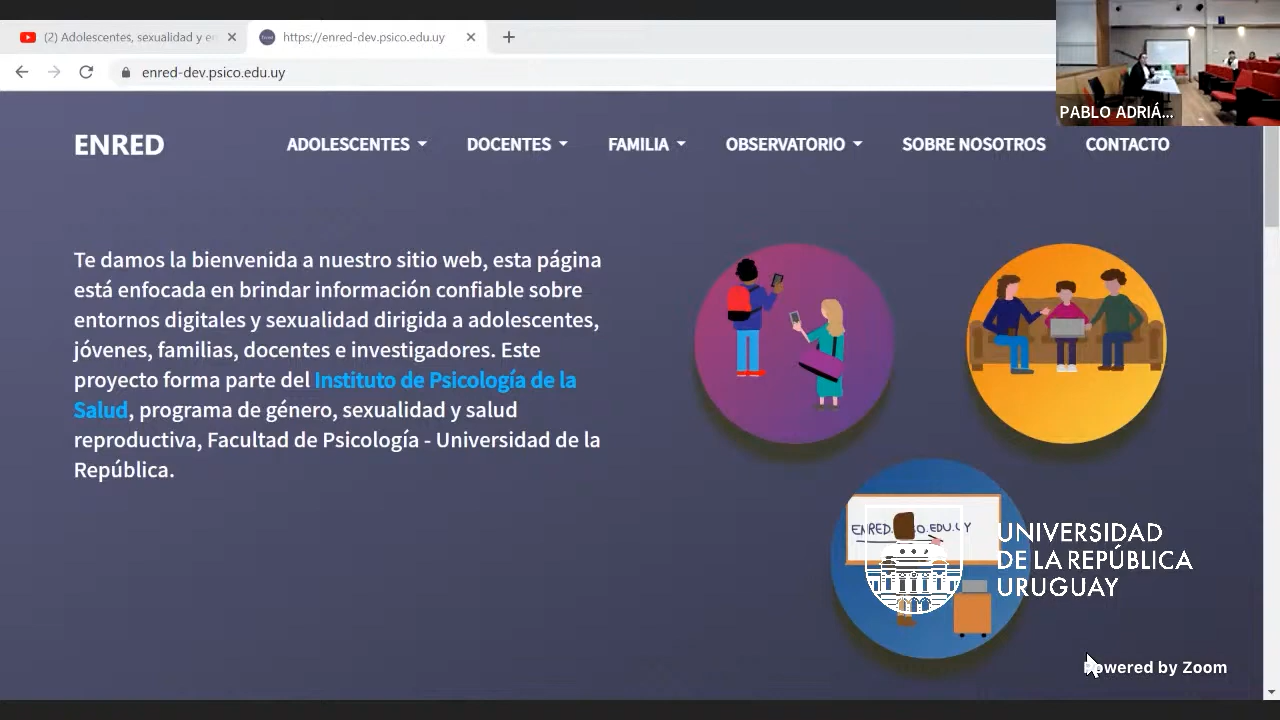 (2) Adolescentes, sexualidad y en
https://enred-dev.psico.edu.uy
enred-dev.psico.edu.uy
PABLO ADRIÁ...
ENRED
ADOLESCENTES
DOCENTES
FAMILIA
OBSERVATORIO
SOBRE NOSOTROS
CONTACTO
Te damos la bienvenida a nuestro sitio web, esta página
está enfocada en brindar información confiable sobre
entornos digitales y sexualidad dirigida a adolescentes,
jóvenes, familias, docentes e investigadores. Este
proyecto forma parte del Instituto de Psicología de la
Salud, programa de género, sexualidad y salud
reproductiva, Facultad de Psicología - Universidad de la
República.
UNIVERSIDAD
DE LA REPÚBLICA
URUGUAY
Powered by Zoom